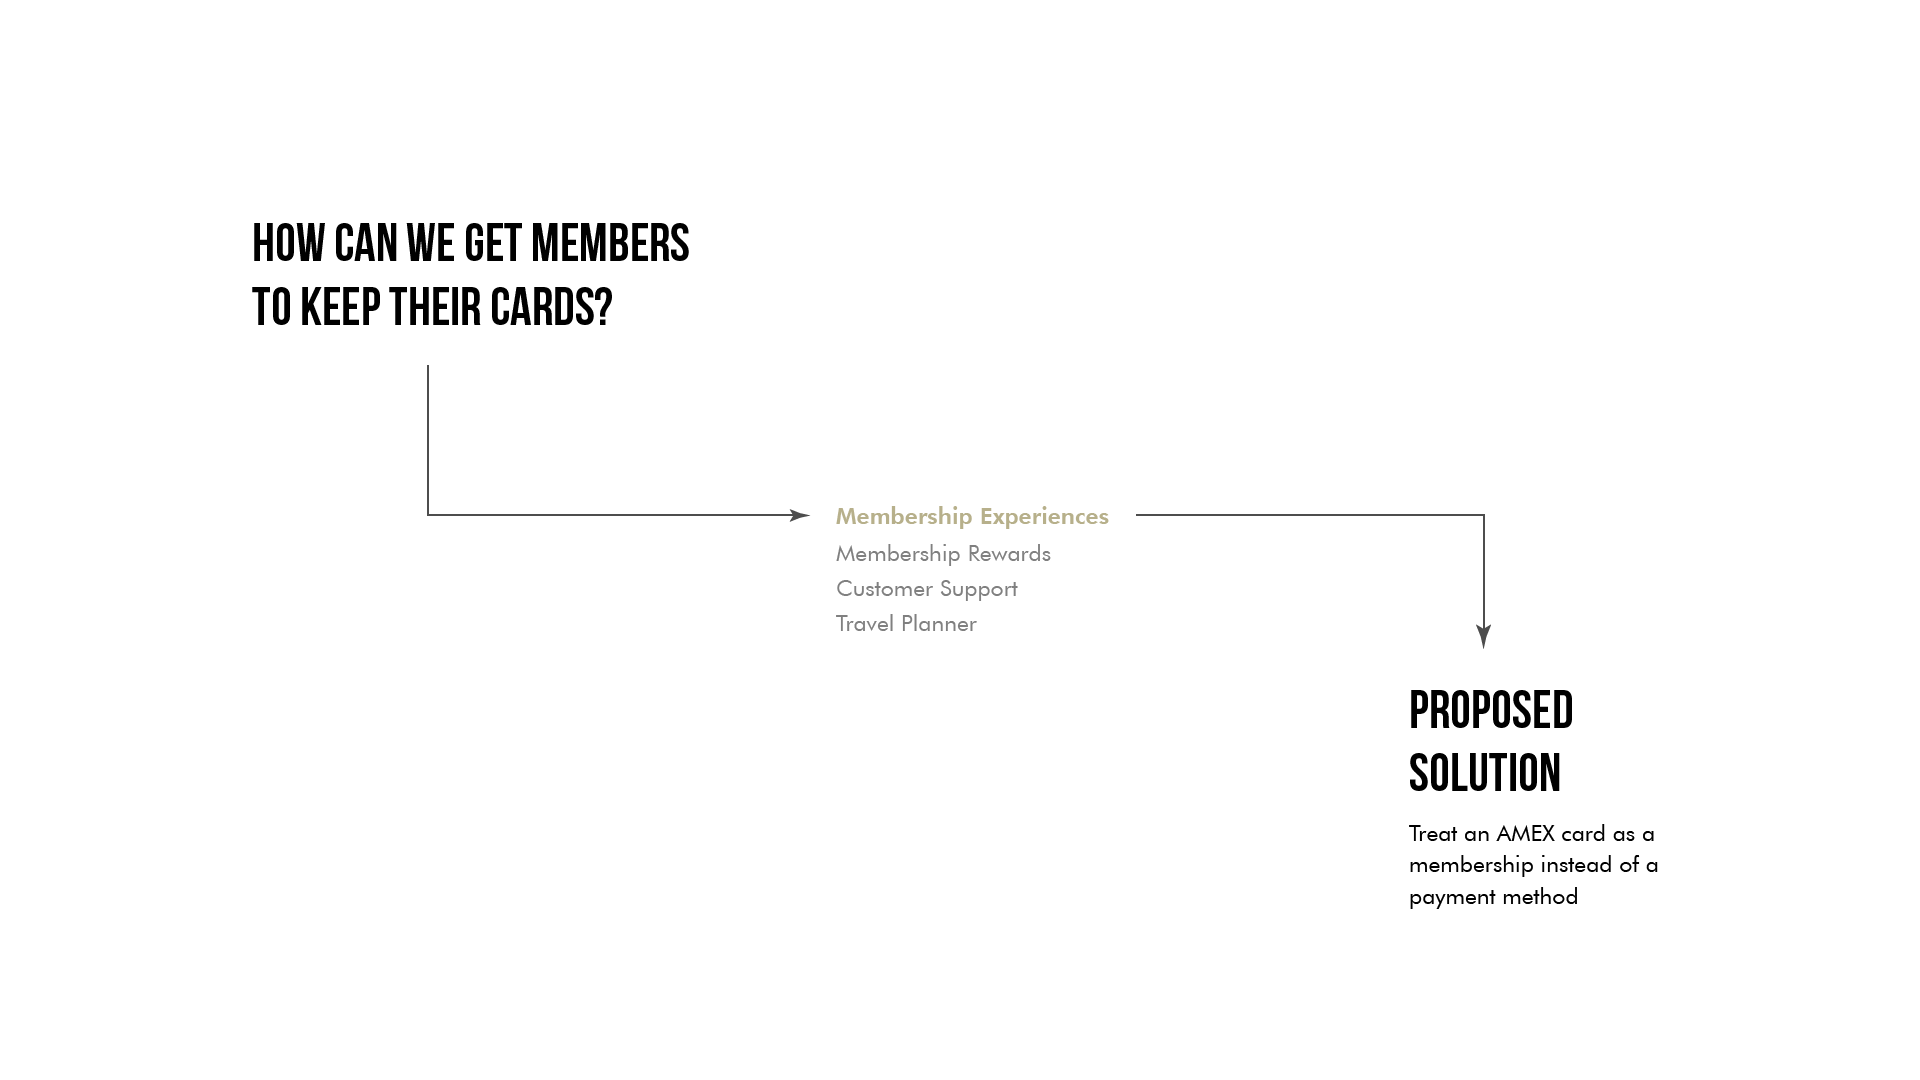 HOW CAN WE GET MEMBERS
TO KEEP THEIR CARDS?
Membership Experiences
Membership Rewards
Customer Support
Travel Planner
PROPOSED
SOLUTION
Treat an AMEX card as a
membership instead of a
payment method